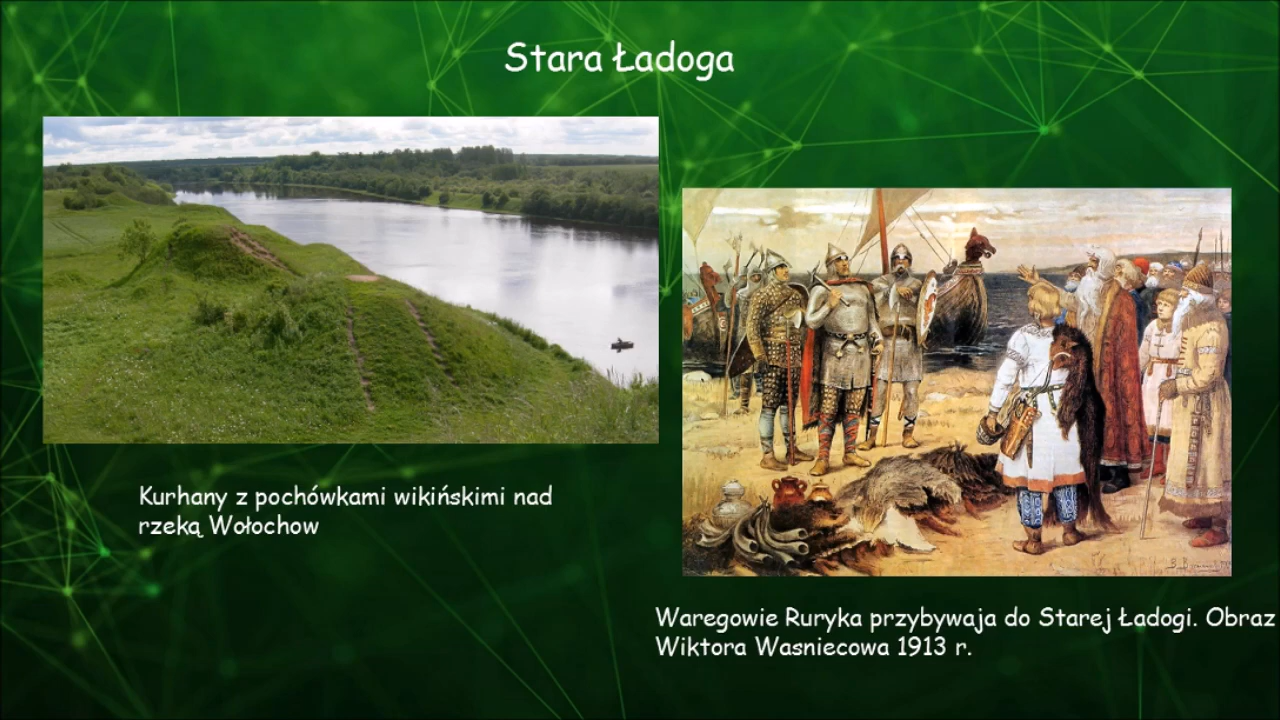 Stara Ładoga
Kurhany z pochówkami wikińskimi nad
rzeką Wołochow
Waregowie Ruryka przybywaja do Starej Ładogi. Obraz
Wiktora Wasniecowa 1913 r.